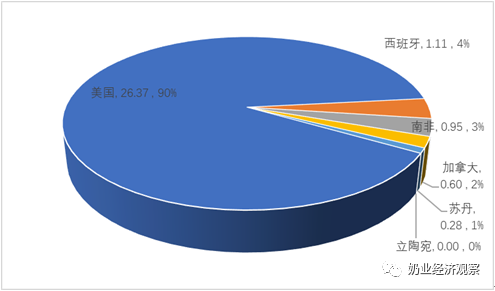 西班牙, 1.11 , 4%
美国, 26.37 , 90%
南非, 0.95 , 3%
加拿大,
0.60 , 2%
苏丹,
0.28 , 1%
立陶宛, 0.00 , 0%
奶业经济观察